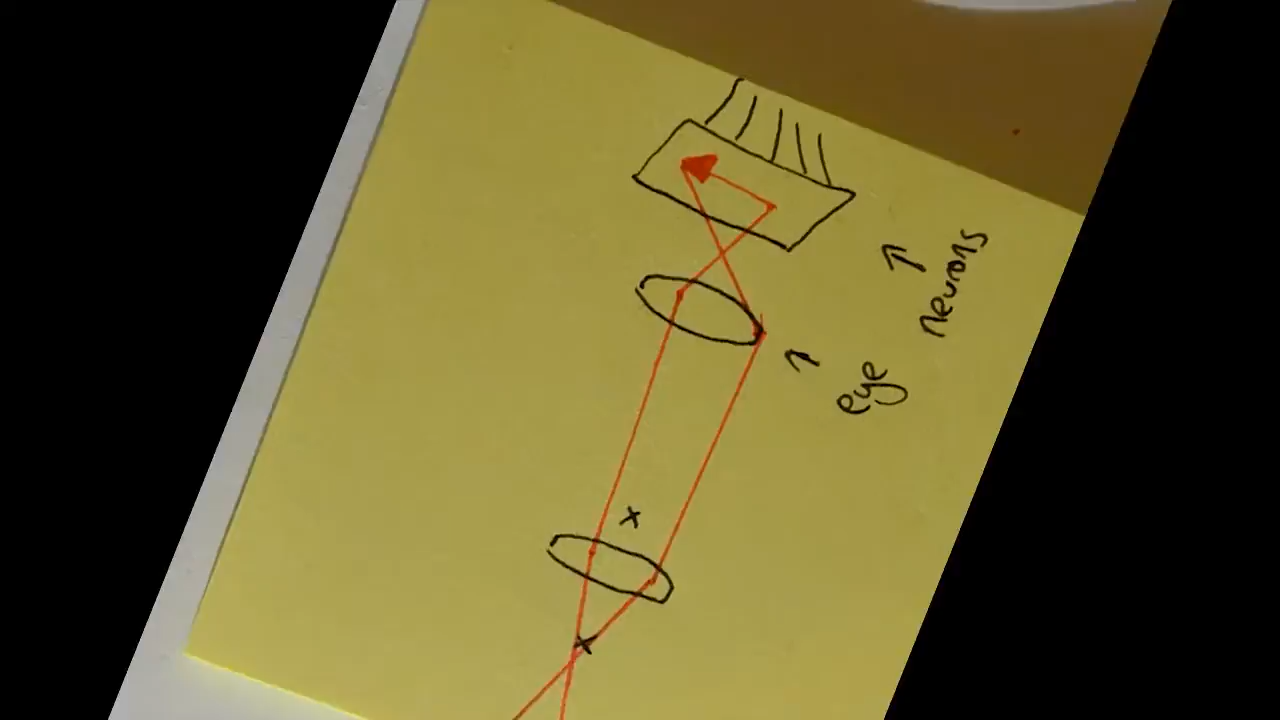 ↑ neurons
↑ eye
x
x